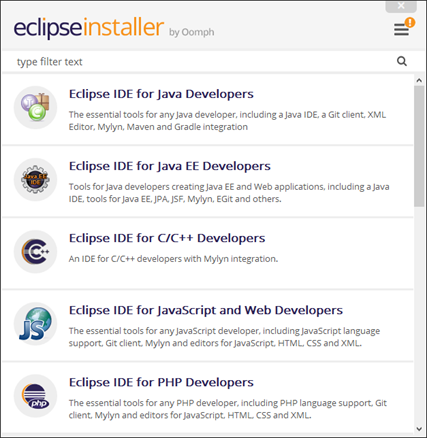 eclipseinstaller by Oomph
!
type filter text
Eclipse IDE for Java Developers
The essential tools for any Java developer, including a Java IDE, a Git client, XML
Editor, Mylyn, Maven and Gradle integration
JAVA EE
IDE
Eclipse IDE for Java EE Developers
Tools for Java developers creating Java EE and Web applications, including a Java
IDE, tools for Java EE, JPA, JSF, Mylyn, EGit and others.
C++
Eclipse IDE for C/C++ Developers
An IDE for C/C++ developers with Mylyn integration.
JS
Eclipse IDE for JavaScript and Web Developers
The essential tools for any JavaScript developer, including JavaScript language
support, Git client, Mylyn and editors for JavaScript, HTML, CSS and XML.
php
Eclipse IDE for PHP Developers
The essential tools for any PHP developer, including PHP language support, Git
client, Mylyn and editors for JavaScript, HTML, CSS and XML.